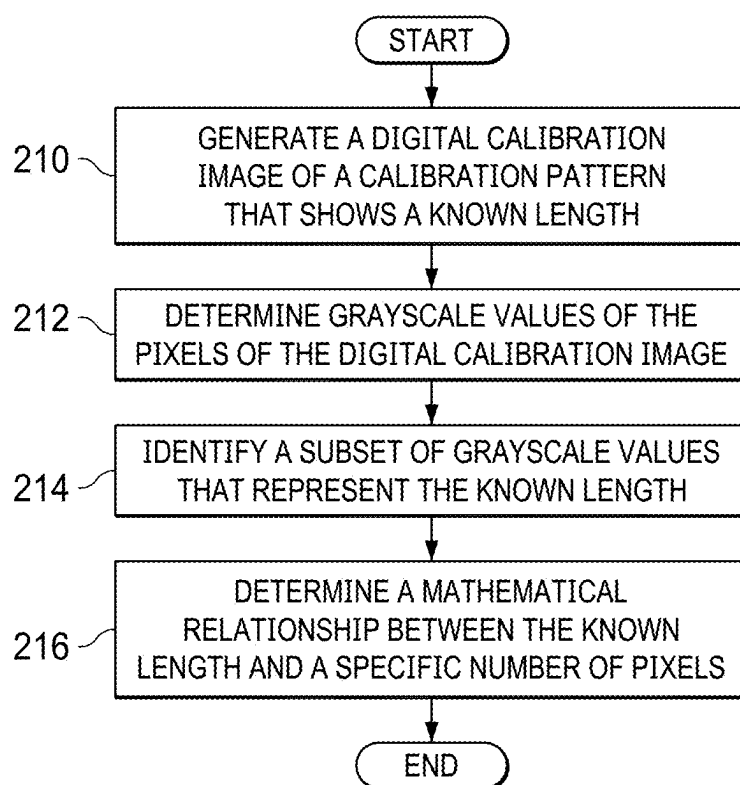 START
210
GENERATE A DIGITAL CALIBRATION
IMAGE OF A CALIBRATION PATTERN
THAT SHOWS A KNOWN LENGTH
212
DETERMINE GRAYSCALE VALUES OF THE
PIXELS OF THE DIGITAL CALIBRATION IMAGE
214
IDENTIFY A SUBSET OF GRAYSCALE VALUES
THAT REPRESENT THE KNOWN LENGTH
216
DETERMINE A MATHEMATICAL
RELATIONSHIP BETWEEN THE KNOWN
LENGTH AND A SPECIFIC NUMBER OF PIXELS
END